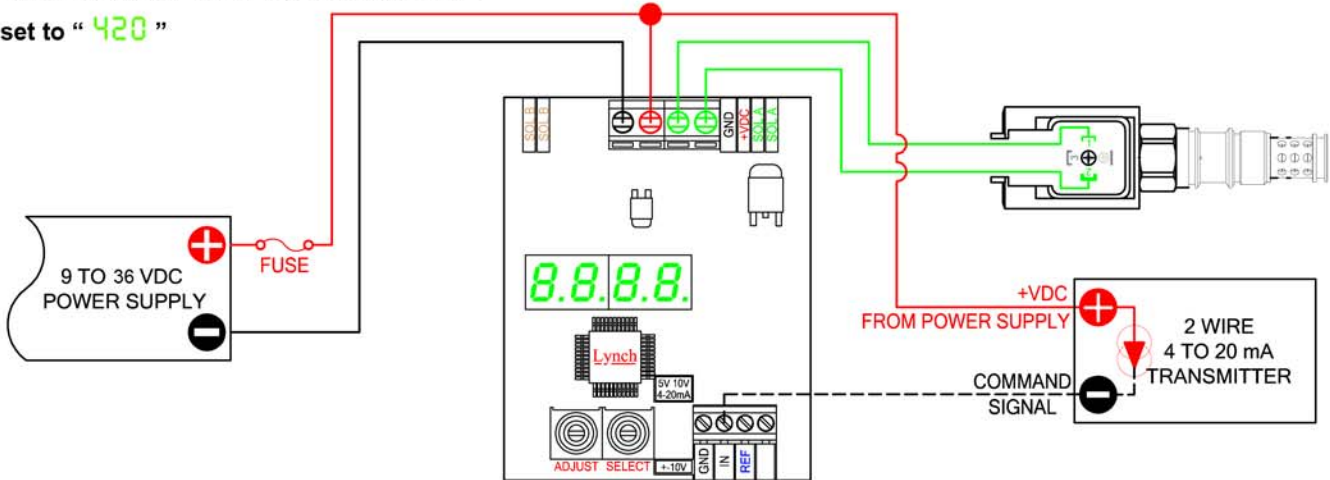 set to “ 420 ”
SOL B
SOL B
GND
+VDC
SOL A
SOL A
9 TO 36 VDC
POWER SUPPLY
FUSE
8.8.8.8.
+VDC
FROM POWER SUPPLY
2 WIRE
4 TO 20 mA
TRANSMITTER
COMMAND
SIGNAL
Lynch
5V 10V
4-20mA
ADJUST SELECT
+-10V
GND
IN
REF